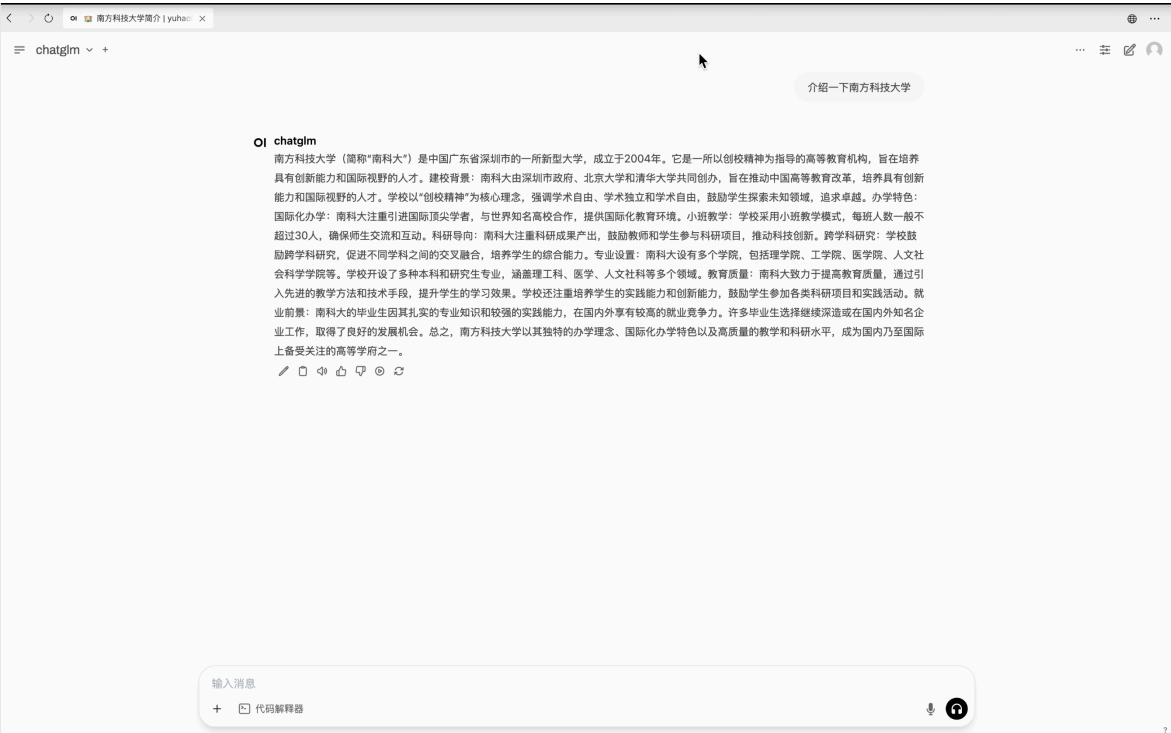 南方科技大学简介 | yuhao
chatglm
介绍一下南方科技大学
OI chatglm
南方科技大学（简称“南科大”）是中国广东省深圳市的一所新型大学，成立于2004年。它是一所以创校精神为指导的高等教育机构，旨在培养
具有创新能力和国际视野的人才。建校背景：南科大由深圳市政府、北京大学和清华大学共同创办，旨在推动中国高等教育改革，培养具有创新
能力和国际视野的人才。学校以“创校精神”为核心理念，强调学术自由、学术独立和学术自由，鼓励学生探索未知领域，追求卓越。办学特色：
国际化办学：南科大注重引进国际顶尖学者，与世界知名高校合作，提供国际化教育环境。小班教学：学校采用小班教学模式，每班人数一般不
超过30人，确保师生交流和互动。科研导向：南科大注重科研成果产出，鼓励教师和学生参与科研项目，推动科技创新。跨学科研究：学校鼓
励跨学科研究，促进不同学科之间的交叉融合，培养学生的综合能力。专业设置：南科大设有多个学院，包括理学院、工学院、医学院、人文社
会科学学院等。学校开设了多种本科和研究生专业，涵盖理工科、医学、人文社科等多个领域。教育质量：南科大致力于提高教育质量，通过引
入先进的教学方法和技术手段，提升学生的学习效果。学校还注重培养学生的实践能力和创新能力，鼓励学生参加各类科研项目和实践活动。就
业前景：南科大的毕业生因其扎实的专业知识和较强的实践能力，在国内外享有较高的就业竞争力。许多毕业生选择继续深造或在国内外知名企
业工作，取得了良好的发展机会。总之，南方科技大学以其独特的办学理念、国际化办学特色以及高质量的教学和科研水平，成为国内乃至国际
上备受关注的高等学府之一。
输入消息
代码解释器